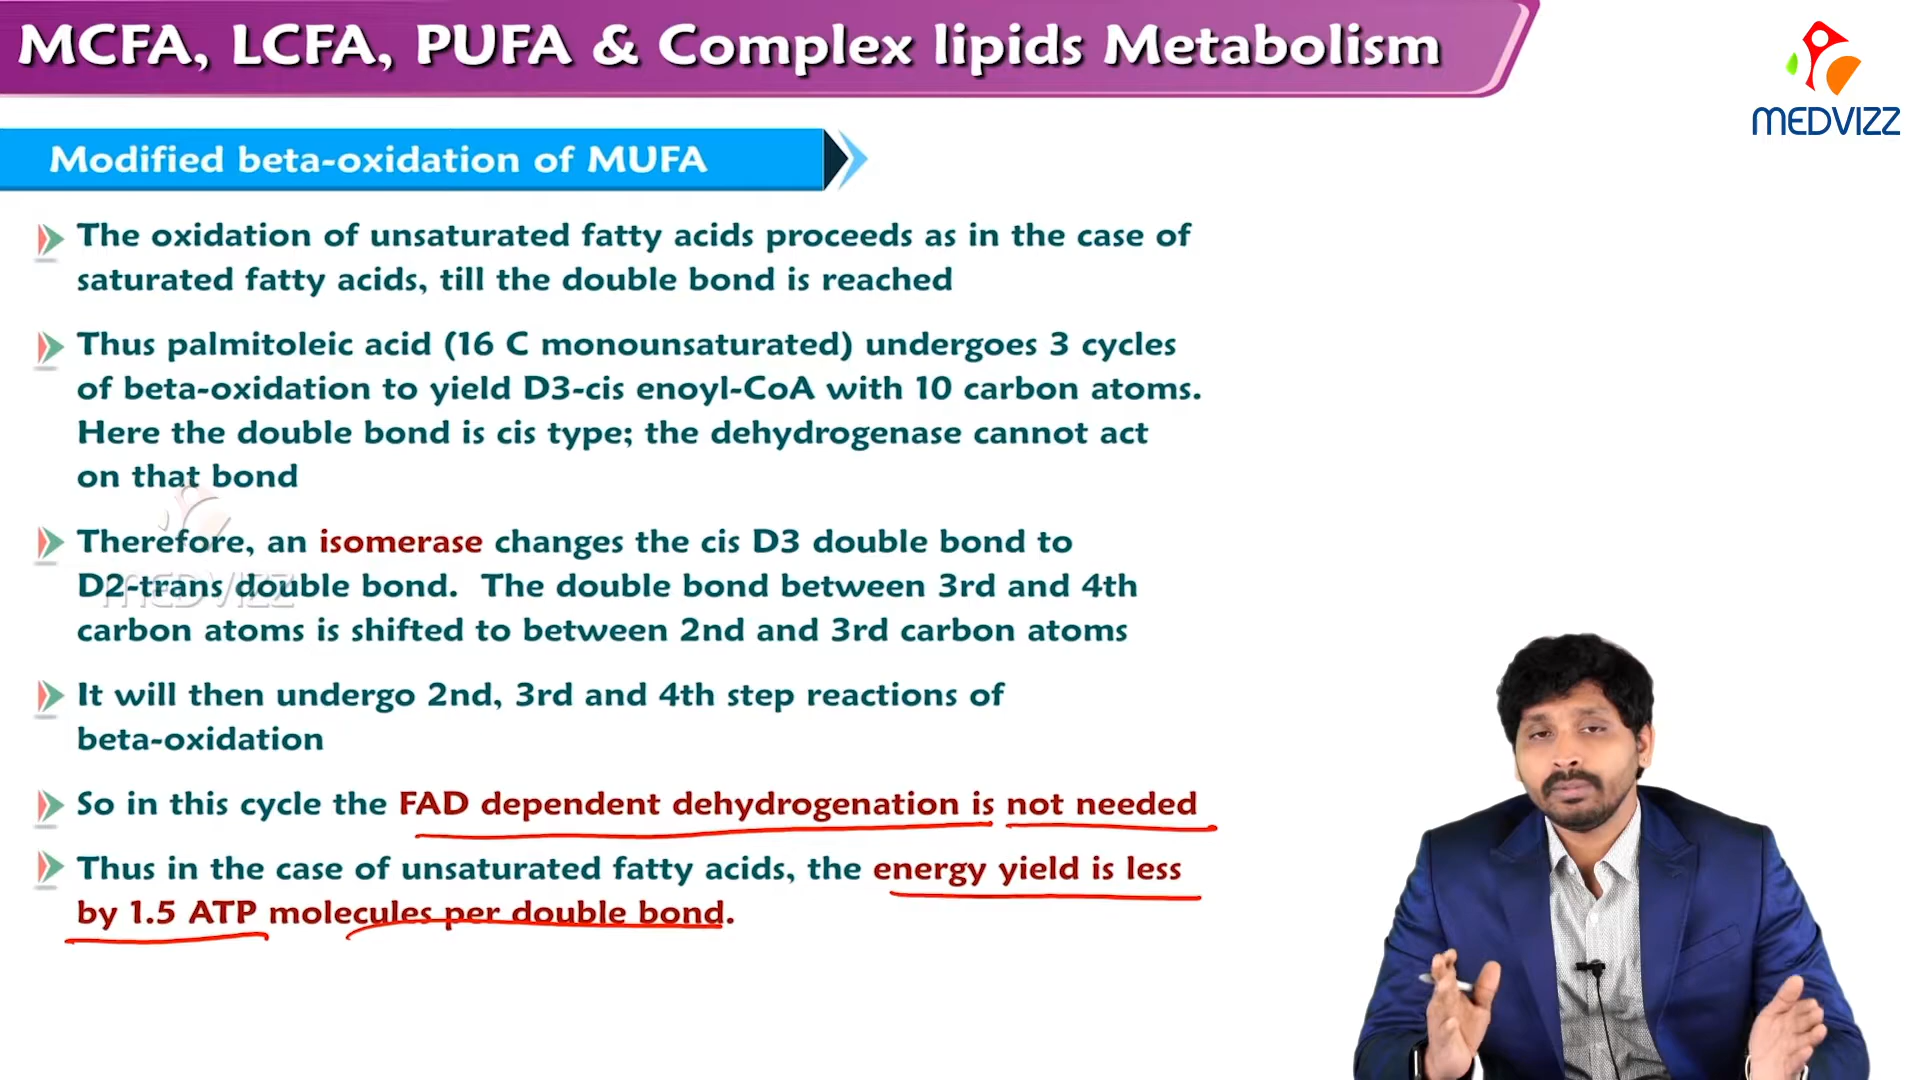 MCFA, LCFA, PUFA & Complex lipids Metabolism
MEDVIZZ
Modified beta-oxidation of MUFA
The oxidation of unsaturated fatty acids proceeds as in the case of
saturated fatty acids, till the double bond is reached
Thus palmitoleic acid (16 C monounsaturated) undergoes 3 cycles
of beta-oxidation to yield D3-cis enoyl-CoA with 10 carbon atoms.
Here the double bond is cis type; the dehydrogenase cannot act
on that bond
Therefore, an isomerase changes the cis D3 double bond to
D2-trans double bond. The double bond between 3rd and 4th
carbon atoms is shifted to between 2nd and 3rd carbon atoms
MEDVIZZ
It will then undergo 2nd, 3rd and 4th step reactions of
beta-oxidation
So in this cycle the FAD dependent dehydrogenation is not needed
Thus in the case of unsaturated fatty acids, the energy yield is less
by 1.5 ATP molecules per double bond.